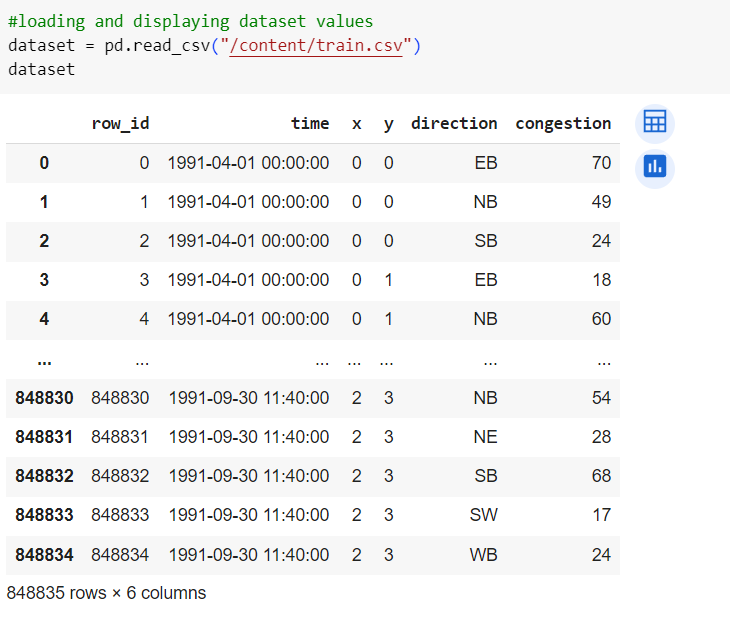 #loading and displaying dataset values
dataset = pd.read_csv("/content/train.csv")
dataset
row_id time x y direction congestion
0 0 1991-04-01 00:00:00 0 0 EB 70
1 1 1991-04-01 00:00:00 0 0 NB 49
2 2 1991-04-01 00:00:00 0 0 SB 24
3 3 1991-04-01 00:00:00 0 1 EB 18
4 4 1991-04-01 00:00:00 0 1 NB 60
... ... ... ... ... ... ...
848830 848830 1991-09-30 11:40:00 2 3 NB 54
848831 848831 1991-09-30 11:40:00 2 3 NE 28
848832 848832 1991-09-30 11:40:00 2 3 SB 68
848833 848833 1991-09-30 11:40:00 2 3 SW 17
848834 848834 1991-09-30 11:40:00 2 3 WB 24
848835 rows × 6 columns